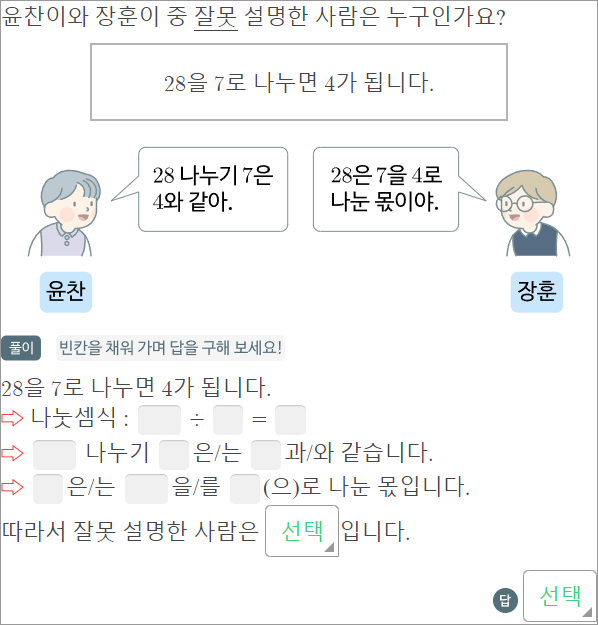 윤찬이와 장훈이 중 잘못 설명한 사람은 누구인가요?
28을 7로 나누면 4가 됩니다.
28 나누기 7은
4와 같아.
28은 7을 4로
나눈 몫이야.
윤찬
장훈
풀이 빈칸을 채워 가며 답을 구해 보세요!
28을 7로 나누면 4가 됩니다.
⇨ 나눗셈식 : ÷ =
⇨ 나누기 은/는 과/와 같습니다.
⇨ 은/는 을/를 (으)로 나눈 몫입니다.
따라서 잘못 설명한 사람은 선택 입니다.
답 선택